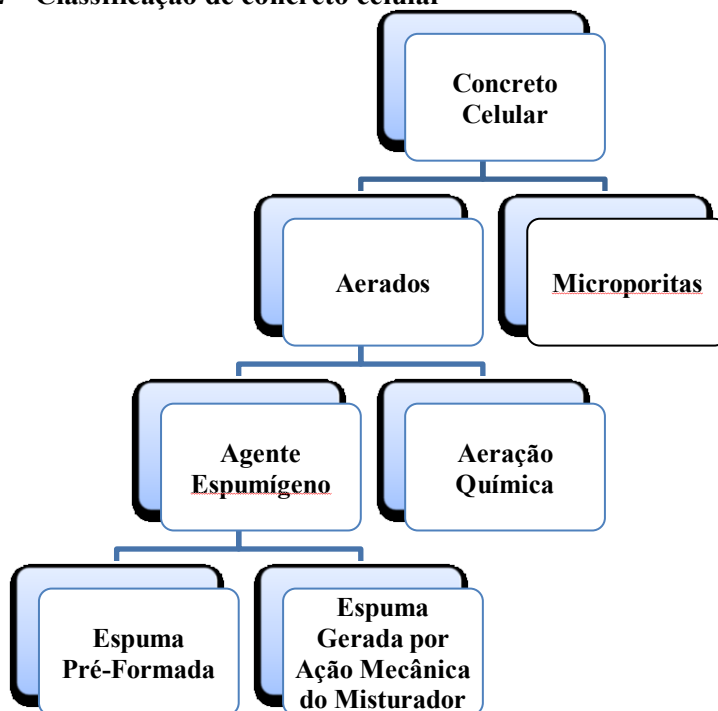 Classificação de concreto celular
Concreto
Celular
Aerados
Microporitas
Agente
Espumígeno
Aeração
Química
Espuma
Pré-Formada
Espuma
Gerada por
Ação Mecânica
do Misturador